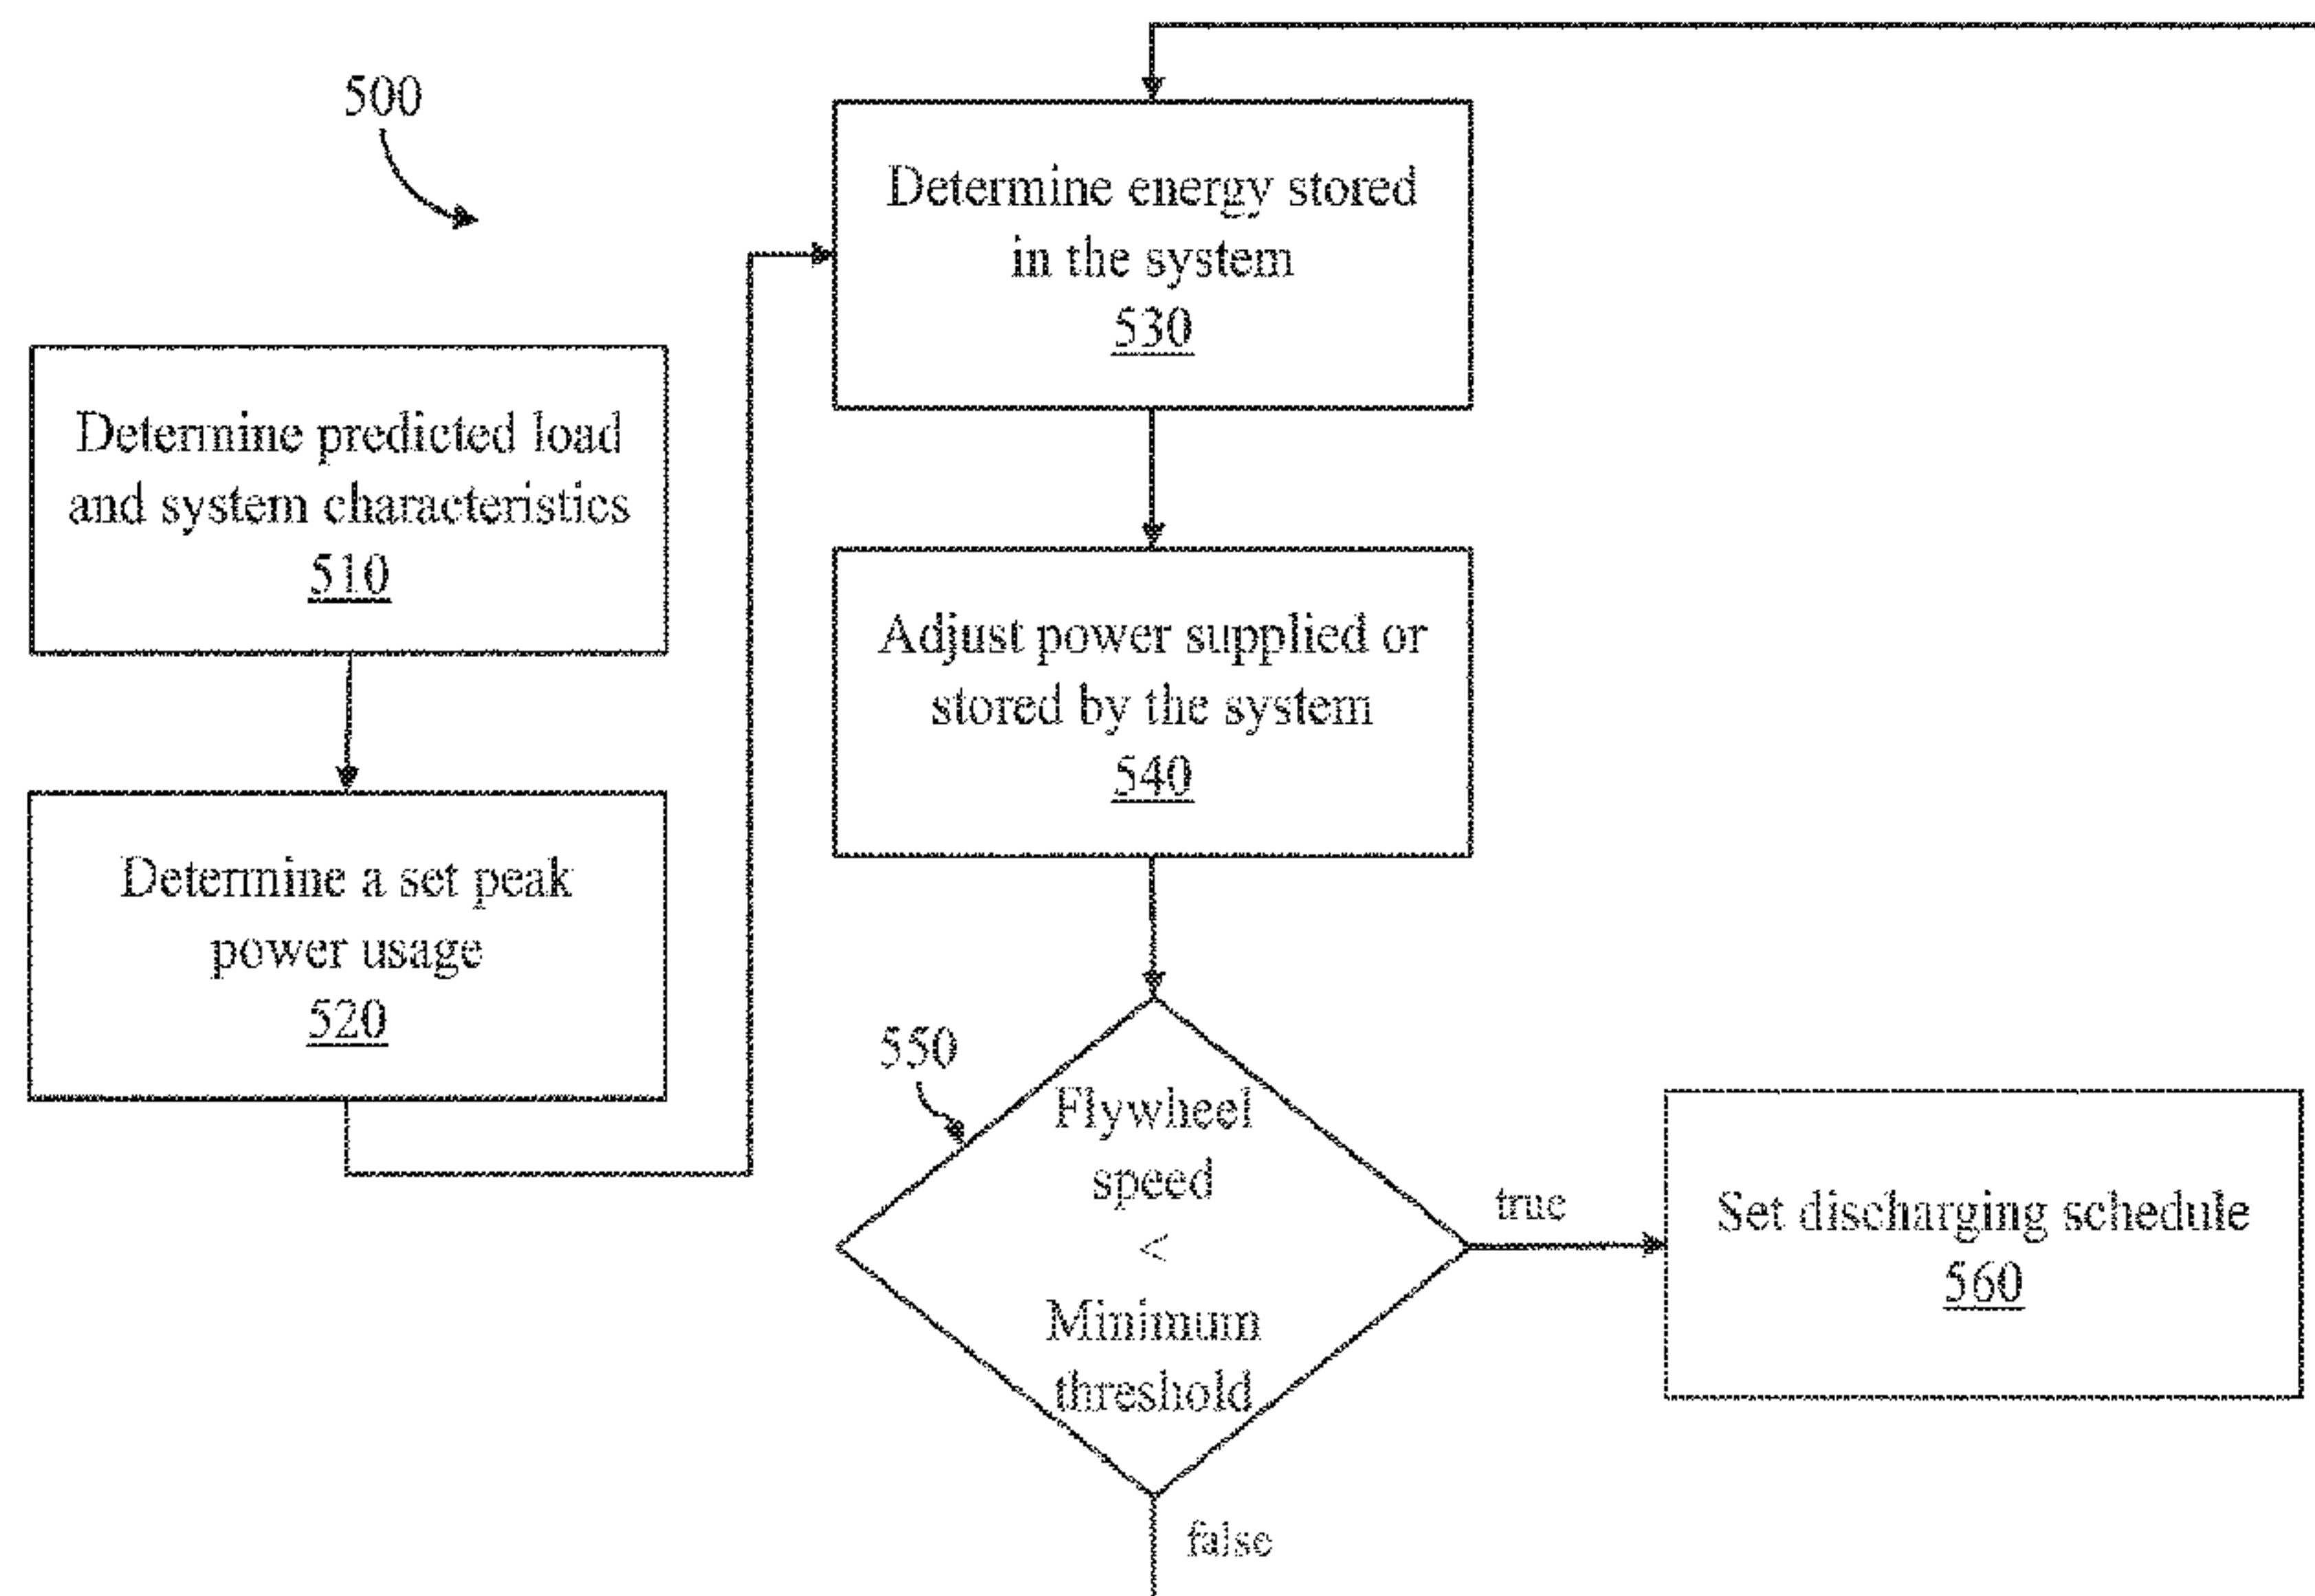 500
Determine predicted load
and system characteristics
510
Determine a set peak
power usage
520
Determine energy stored
in the system
530
Adjust power supplied or
stored by the system
540
550
Flywheel
speed
<
Minimum
threshold
true
false
Set discharging schedule
560